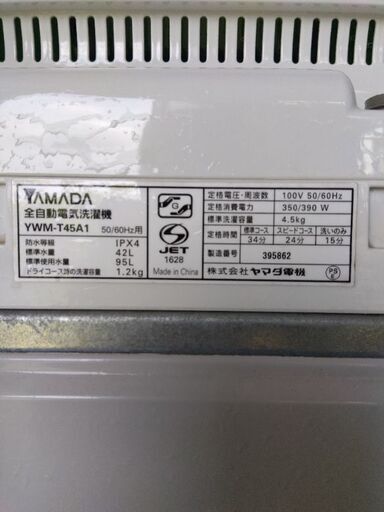 YAMADA
全自動電気洗濯機
YWM-T45A1 50/60Hz用
防水等級 IPX4
標準水量 42L
標準使用水量 95L
ドライコース時の洗濯容量 1.2kg
JET
1628
Made in China
定格電圧・周波数 100V 50/60Hz
定格消費電力 350/390 W
標準洗濯容量 4.5kg
定格時間 標準コース スピードコース 洗いのみ
34分 24分 15分
製造番号 395862
株式会社 ヤマダ電機
PS E